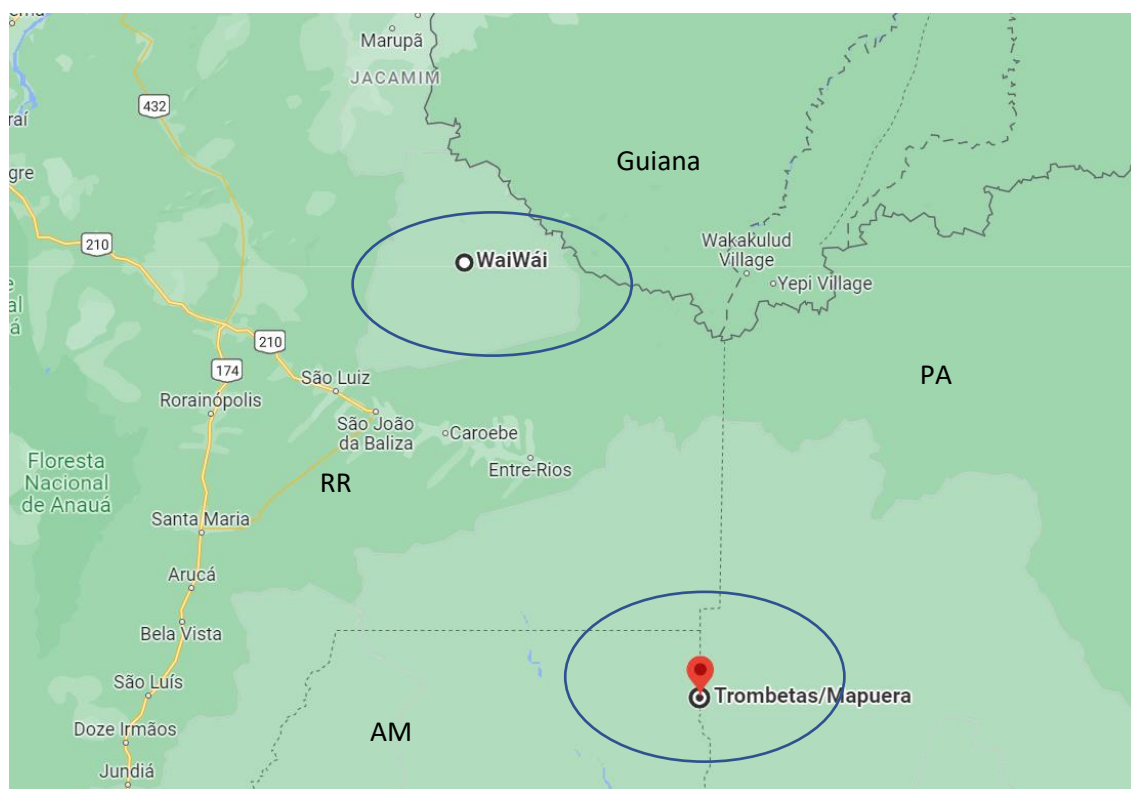 Marupã
JACAMIM
432
raí
Guiana
gre
210
Wakakulud
Village
WaiWái
Yepi Village
al
á
210
174
São Luiz
PA
Rorainópolis
São João
da Baliza
Caroebe
Entre-Rios
Floresta
Nacional
de Anauá
RR
Santa Maria
Arucá
Bela Vista
São Luís
Trombetas/Mapuera
Doze Irmãos
AM
Jundiá